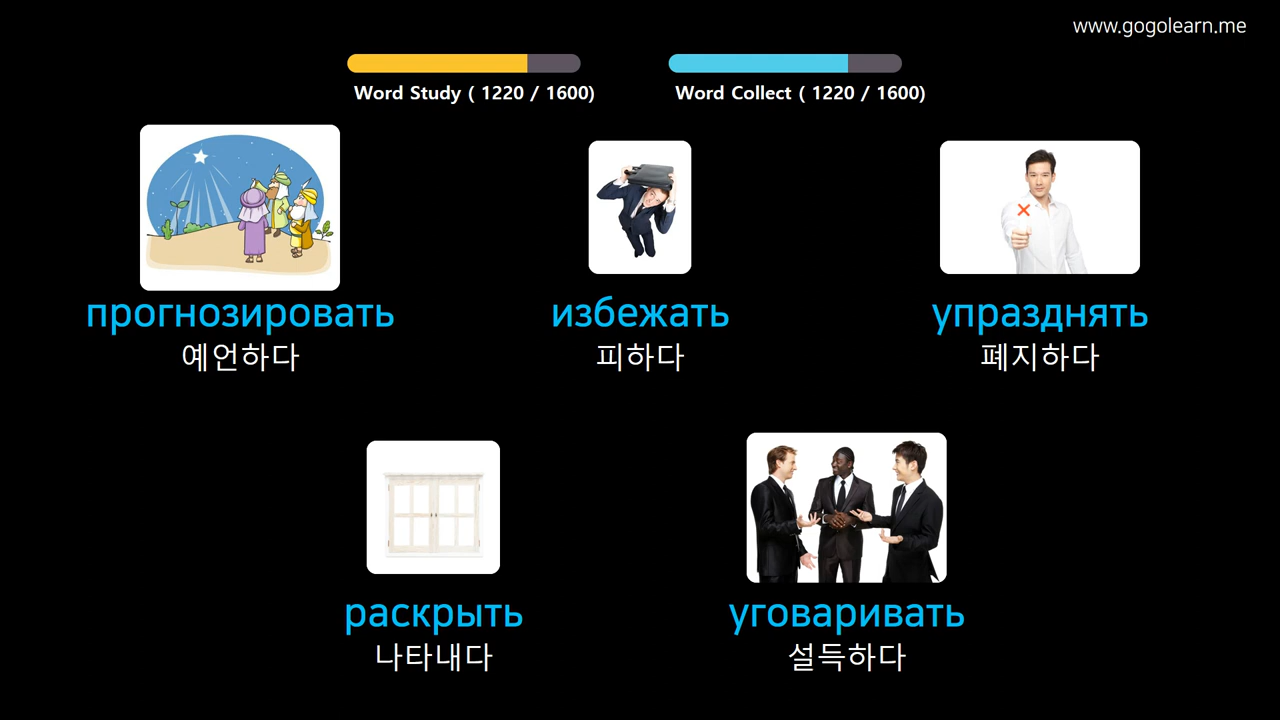 www.gogolearn.me
Word Study ( 1220 / 1600)
Word Collect ( 1220 / 1600)
прогнозировать
예언하다
избежать
피하다
упразднять
폐지하다
раскрыть
나타내다
уговаривать
설득하다